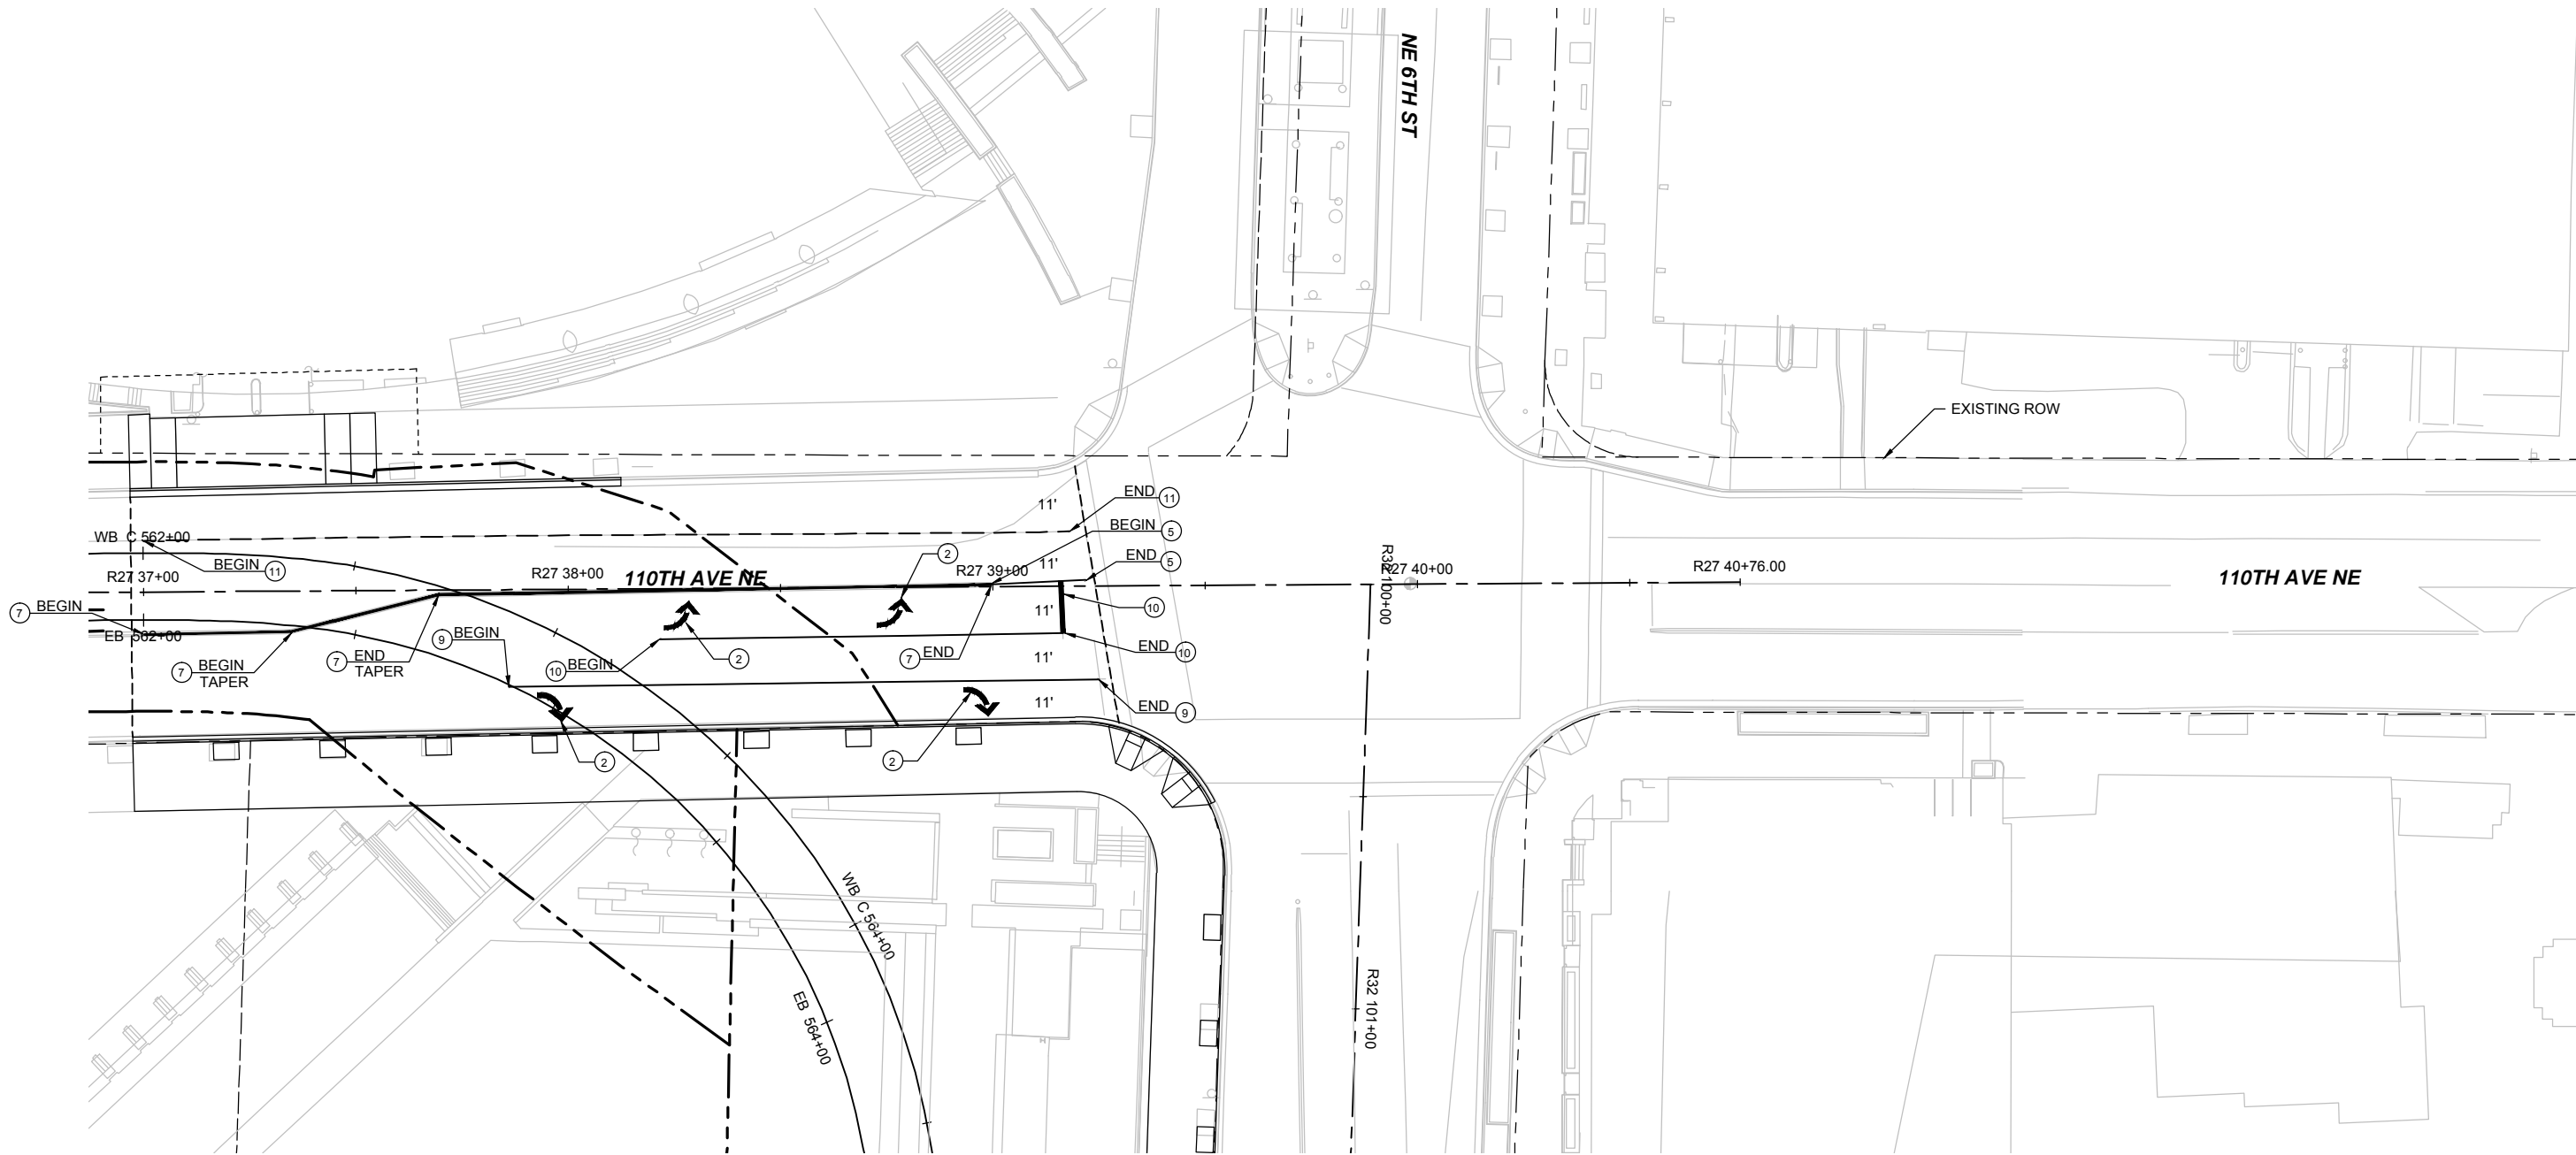 NE 6TH ST
EXISTING ROW
11'
END 11
BEGIN 5
WB C 562+00
BEGIN 11
2
11'
END 5
R27 37+00
R27 38+00
110TH AVE NE
R27 39+00
R32 100+00
R27 40+00
R27 40+76.00
110TH AVE NE
7 BEGIN
EB 562+00
10
11'
9 BEGIN
END 10
7 BEGIN
TAPER
7 END
TAPER
10 BEGIN
2
7 END
11'
11'
END 9
2
2
WB C 564+00
EB 564+00
R32 101+00